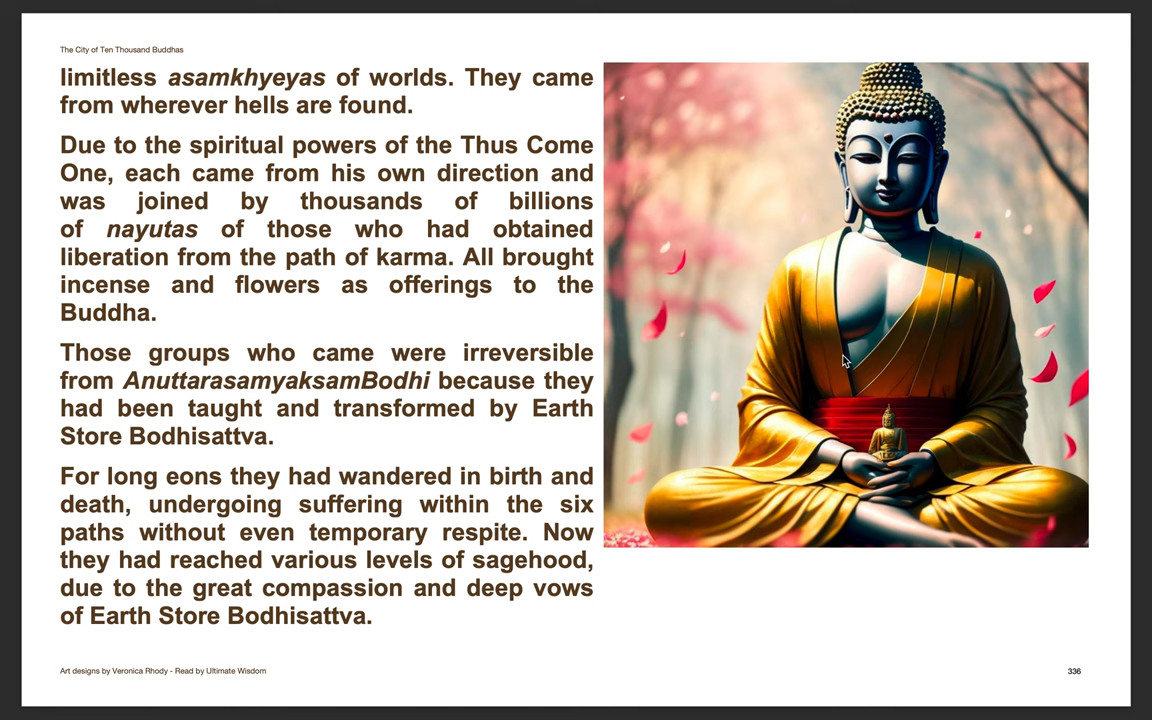 The City of Ten Thousand Buddhas
limitless asamkhyeyas of worlds. They came
from wherever hells are found.
Due to the spiritual powers of the Thus Come
One, each came from his own direction and
was joined by thousands of billions
of nayutas of those who had obtained
liberation from the path of karma. All brought
incense and flowers as offerings to the
Buddha.
Those groups who came were irreversible
from AnuttarasamyaksamBodhi because they
had been taught and transformed by Earth
Store Bodhisattva.
For long eons they had wandered in birth and
death, undergoing suffering within the six
paths without even temporary respite. Now
they had reached various levels of sagehood,
due to the great compassion and deep vows
of Earth Store Bodhisattva.
Art designs by Veronica Rhody - Read by Ultimate Wisdom
336